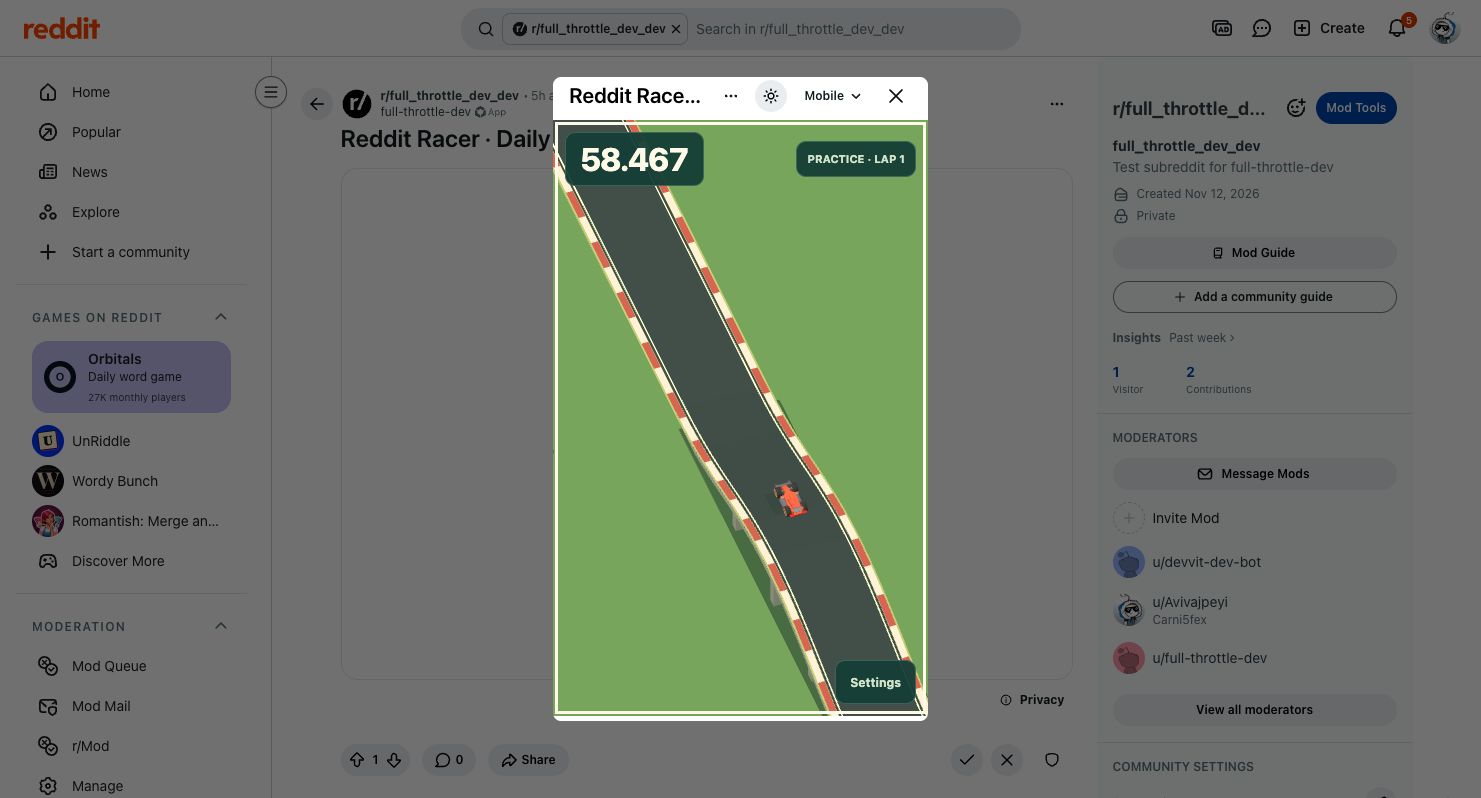 reddit
r/full_throttle_dev_dev
Search in r/full_throttle_dev_dev
AD
Create
5
Home
Popular
News
Explore
Start a community
GAMES ON REDDIT
Orbitals
Daily word game
27K monthly players
UnRiddle
Wordy Bunch
Romantish: Merge an...
Discover More
MODERATION
Mod Queue
Mod Mail
r/Mod
Manage
r/full_throttle_dev_dev • 5h a
full-throttle-dev App
Reddit Racer · Daily
Reddit Race...
Mobile
58.467
PRACTICE · LAP 1
Settings
Privacy
1
0
Share
r/full_throttle_d...
Mod Tools
full_throttle_dev_dev
Test subreddit for full-throttle-dev
Created Nov 12, 2026
Private
Mod Guide
Add a community guide
Insights Past week
1
Visitor
2
Contributions
MODERATORS
Message Mods
Invite Mod
u/devvit-dev-bot
u/Avivajpeyi
Carni5fex
u/full-throttle-dev
View all moderators
COMMUNITY SETTINGS